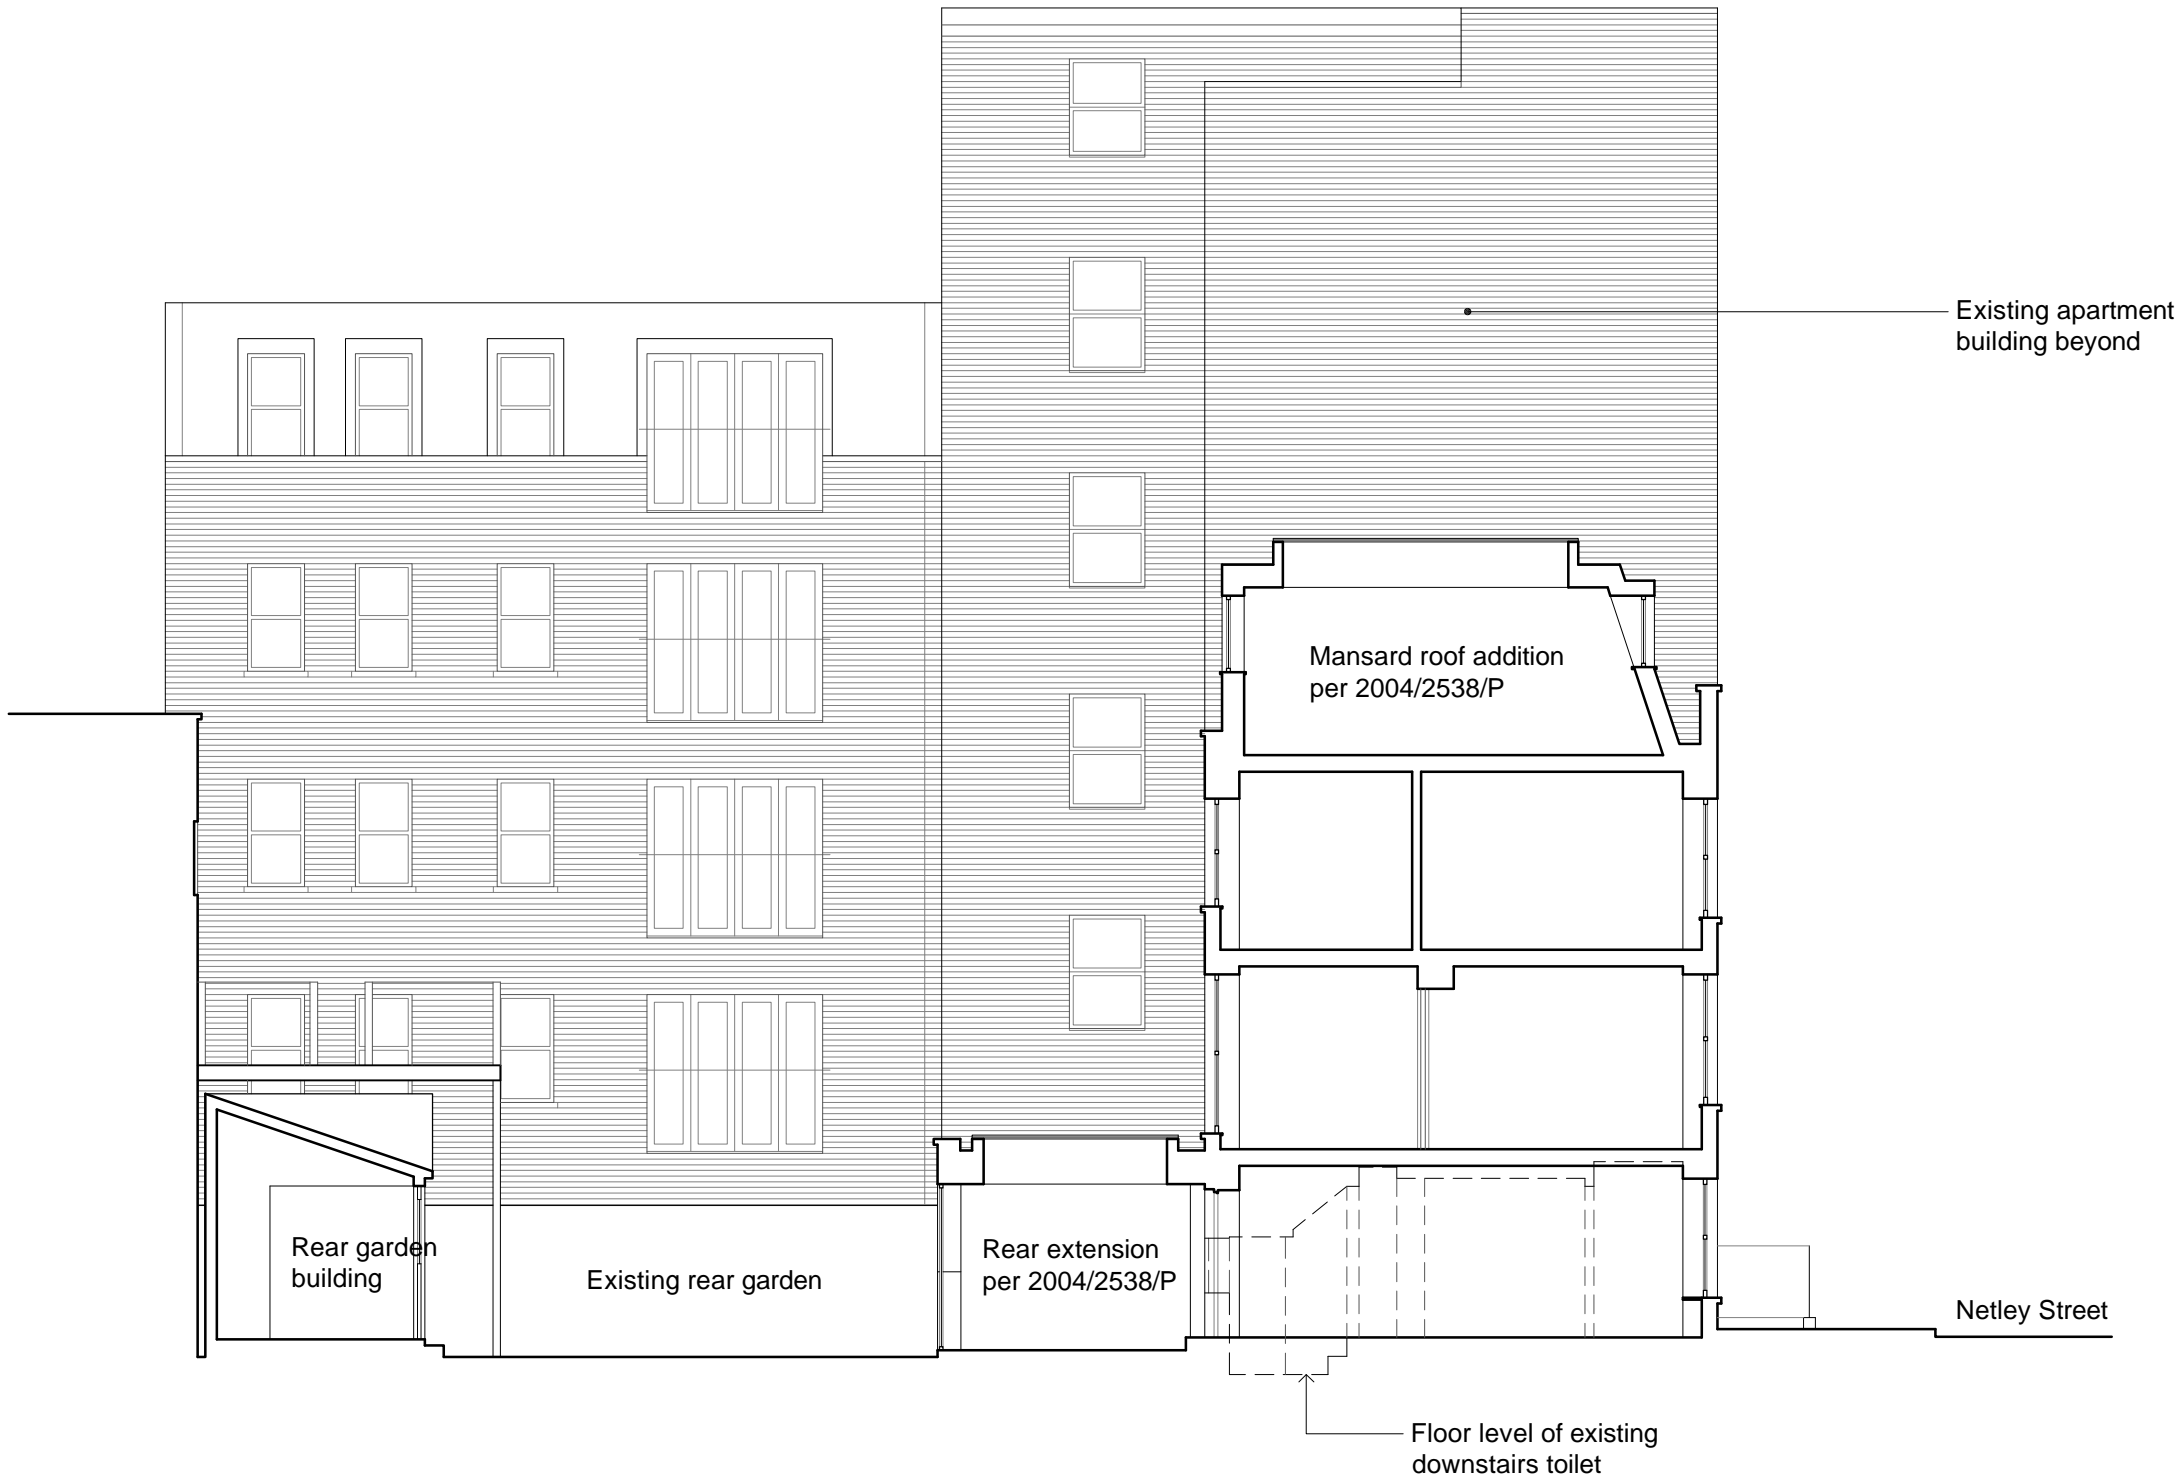 Existing apartment
building beyond
Mansard roof addition
per 2004/2538/P
Rear garden
building
Existing rear garden
Rear extension
per 2004/2538/P
Netley Street
Floor level of existing
downstairs toilet